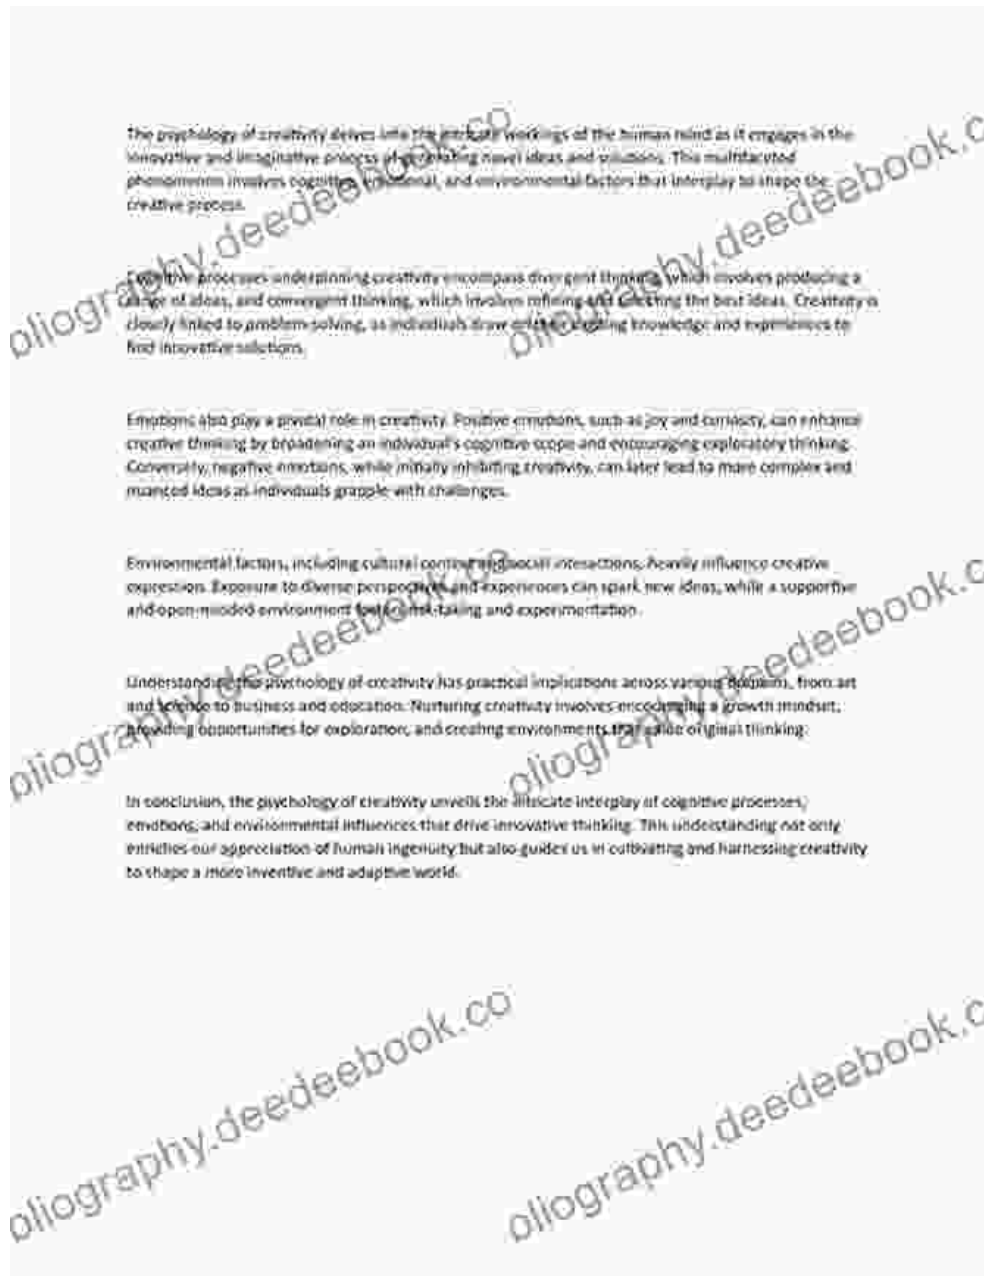 The psychology of creativity delves into the intricate workings of the human mind as it engages in the
innovative and imaginative process of generating novel ideas and solutions. This multifaceted
phenomenon involves cognitive, emotional, and environmental factors that interplay to shape the
creative process.
Cognitive processes underpinning creativity encompass divergent thinking, which involves producing a
range of ideas, and convergent thinking, which involves refining and selecting the best ideas. Creativity is
closely linked to problem-solving, as individuals draw on their existing knowledge and experiences to
find innovative solutions.
Emotions also play a pivotal role in creativity. Positive emotions, such as joy and curiosity, can enhance
creative thinking by broadening an individual's cognitive scope and encouraging exploratory thinking.
Conversely, negative emotions, while initially inhibiting creativity, can later lead to more complex and
nuanced ideas as individuals grapple with challenges.
Environmental factors, including cultural context and social interactions, heavily influence creative
expression. Exposure to diverse perspectives and experiences can spark new ideas, while a supportive
and open-minded environment fosters risk-taking and experimentation.
Understanding the psychology of creativity has practical implications across various domains, from art
and science to business and education. Nurturing creativity involves encouraging a growth mindset,
providing opportunities for exploration, and creating environments that value original thinking.
In conclusion, the psychology of creativity unveils the intricate interplay of cognitive processes,
emotions, and environmental influences that drive innovative thinking. This understanding not only
enriches our appreciation of human ingenuity but also guides us in cultivating and harnessing creativity
to shape a more inventive and adaptive world.
oliography.deedeebook.co
oliography.deedeebook.c
oliography.deedeebook.co
oliography.deedeebook.c
oliography.deedeebook.co
oliography.deedeebook.c